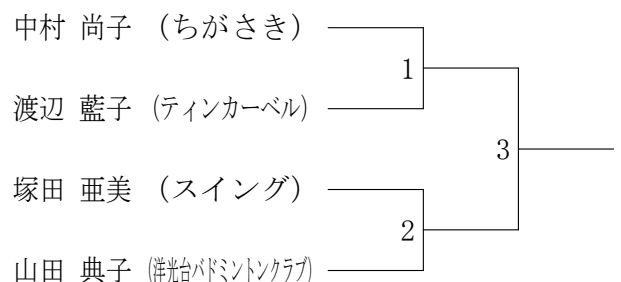 中村 尚子 (ちがさき)
1
渡辺 藍子 (ティンカーベル)
3
塚田 亜美 (スイング)
2
山田 典子 (洋光台バドミントンクラブ)